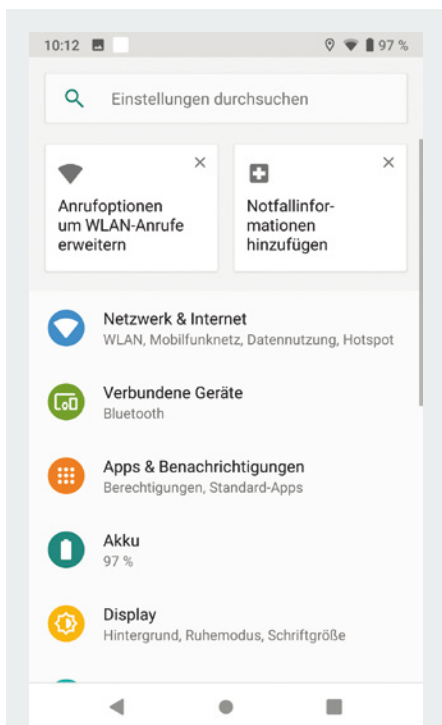 10:12 97 %
Einstellungen durchsuchen
Anrufoptionen
um WLAN-Anrufe
erweitern
Notfallinfor-
mationen
hinzufügen
Netzwerk & Internet
WLAN, Mobilfunknetz, Datennutzung, Hotspot
Verbundene Geräte
Bluetooth
Apps & Benachrichtigungen
Berechtigungen, Standard-Apps
Akku
97 %
Display
Hintergrund, Ruhemodus, Schriftgröße